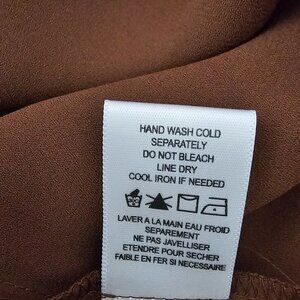 HAND WASH COLD
SEPARATELY
DO NOT BLEACH
LINE DRY
COOL IRON IF NEEDED
LAVER A LA MAIN EAU FROID
SEPAREMENT
NE PAS JAVELLISER
ETENDRE POUR SECHER
FAIBLE EN FER SI NÉCESSAIRE